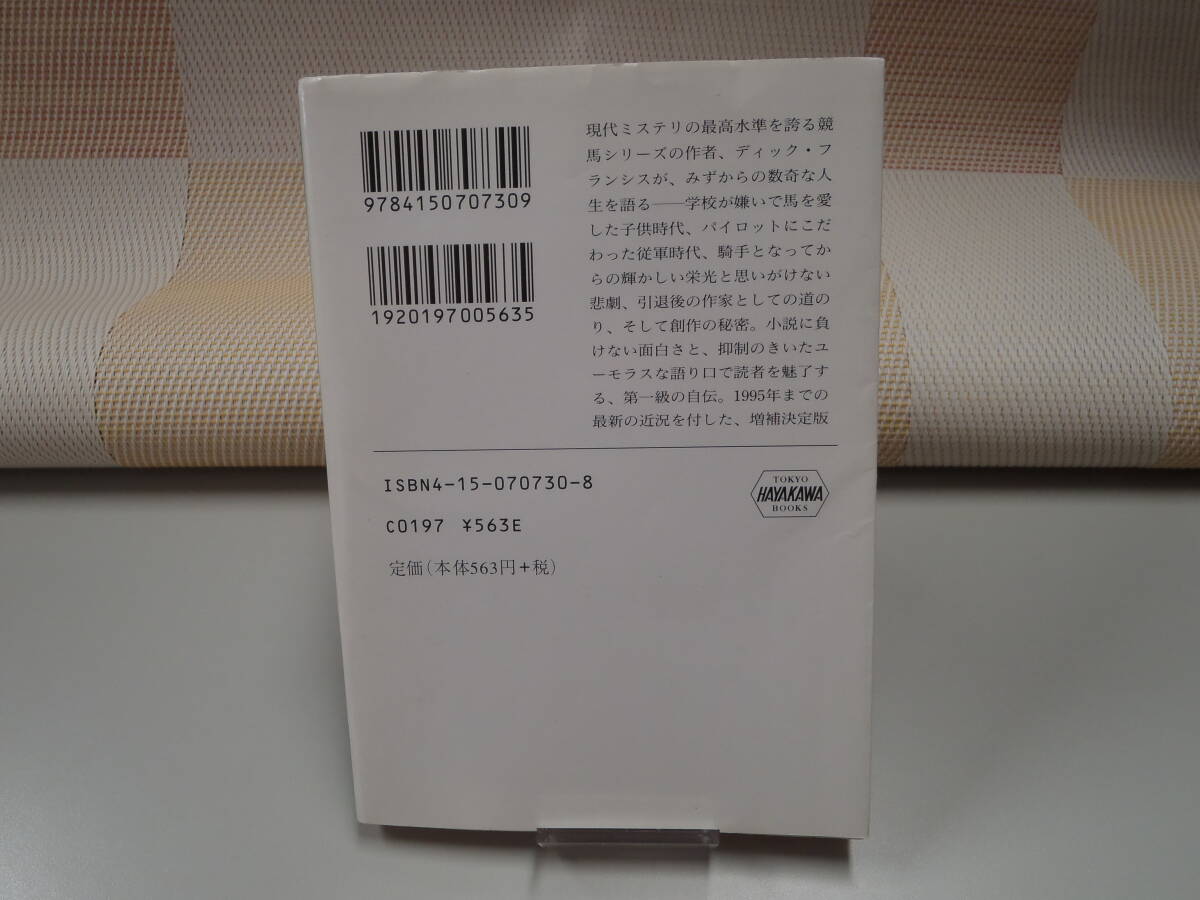 9784150707309
1920197005635
現代ミステリの最高水準を誇る競
馬シリーズの作者、ディック・フ
ランシスが、みずからの数奇な人
生を語る――学校が嫌いで馬を愛
した子供時代、パイロットにこだ
わった従軍時代、騎手となってか
らの輝かしい栄光と思いがけない
悲劇、引退後の作家としての道の
り、そして創作の秘密。小説に負
けない面白さと、抑制のきいたユ
ーモラスな語り口で読者を魅了す
る、第一級の自伝。1995年までの
最新の近況を付した、増補決定版
ISBN4-15-070730-8
C0197 ¥563E
定価(本体563円+税)
TOKYO
HAYAKAWA
BOOKS